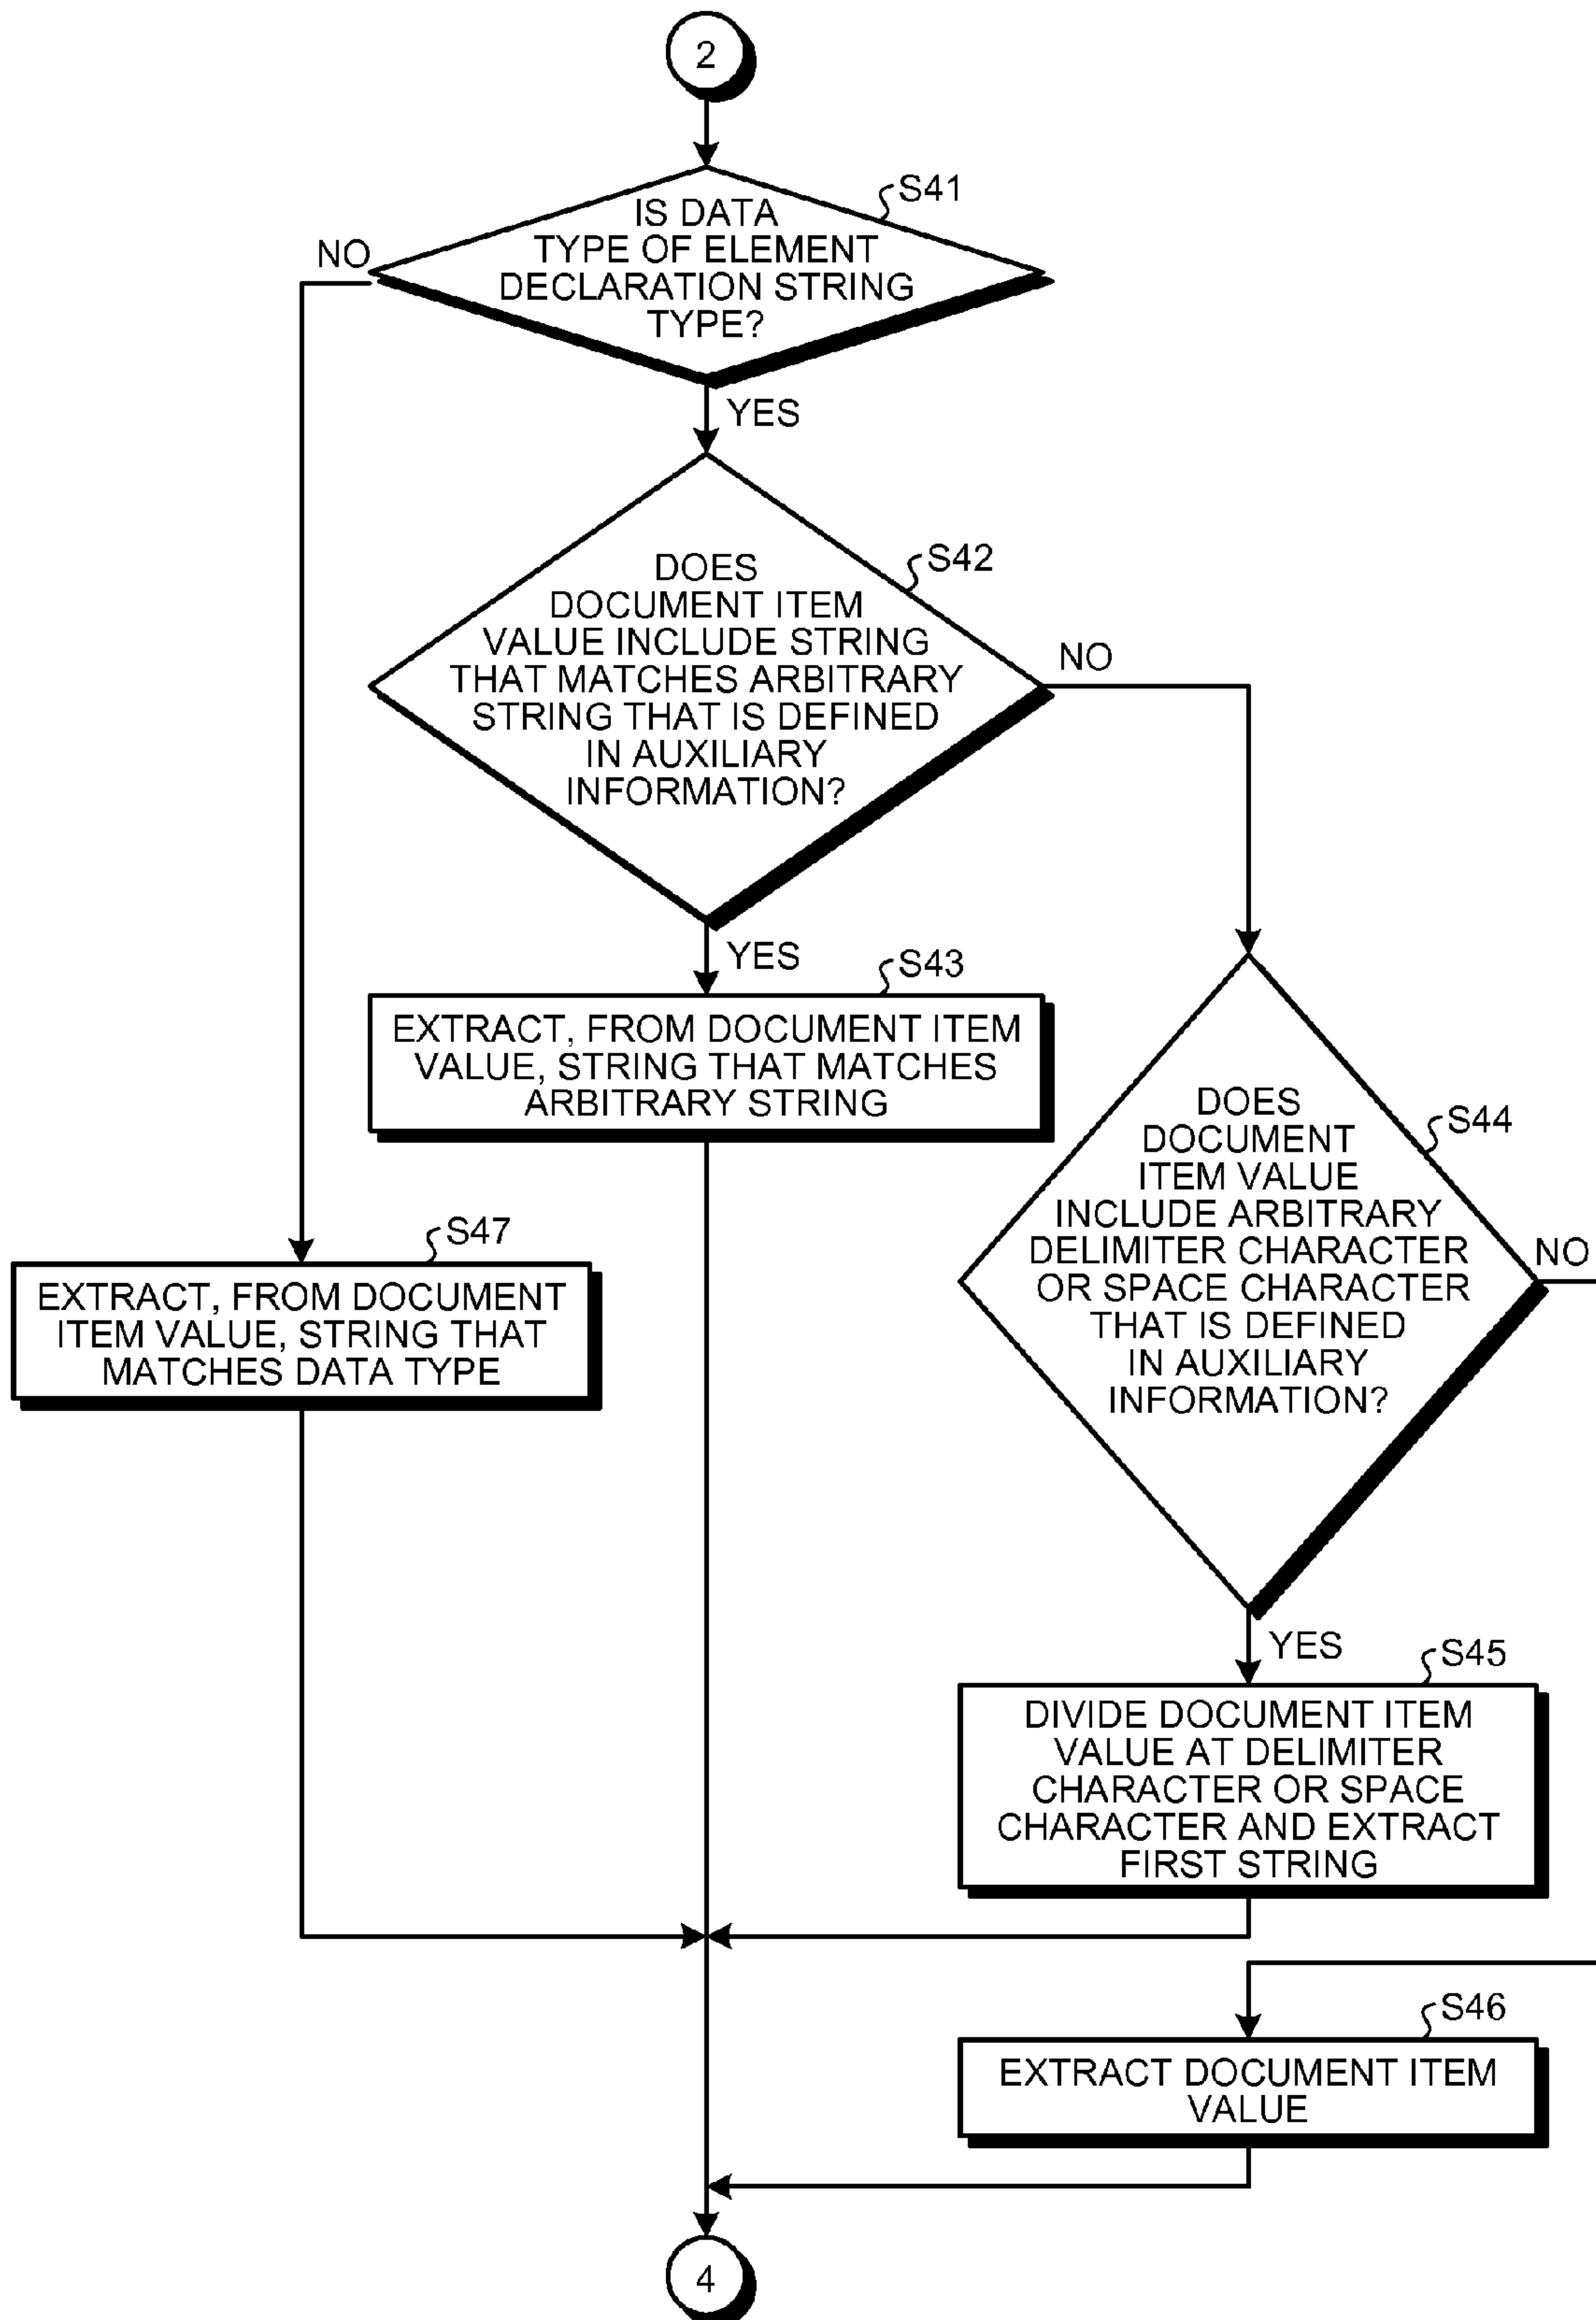 2
S41
IS DATA
TYPE OF ELEMENT
DECLARATION STRING
TYPE?
NO
YES
S42
DOES
DOCUMENT ITEM
VALUE INCLUDE STRING
THAT MATCHES ARBITRARY
STRING THAT IS DEFINED
IN AUXILIARY
INFORMATION?
NO
YES
S43
EXTRACT, FROM DOCUMENT ITEM
VALUE, STRING THAT MATCHES
ARBITRARY STRING
S44
DOES
DOCUMENT
ITEM VALUE
INCLUDE ARBITRARY
DELIMITER CHARACTER
OR SPACE CHARACTER
THAT IS DEFINED
IN AUXILIARY
INFORMATION?
NO
S47
EXTRACT, FROM DOCUMENT
ITEM VALUE, STRING THAT
MATCHES DATA TYPE
YES
S45
DIVIDE DOCUMENT ITEM
VALUE AT DELIMITER
CHARACTER OR SPACE
CHARACTER AND EXTRACT
FIRST STRING
S46
EXTRACT DOCUMENT ITEM
VALUE
4